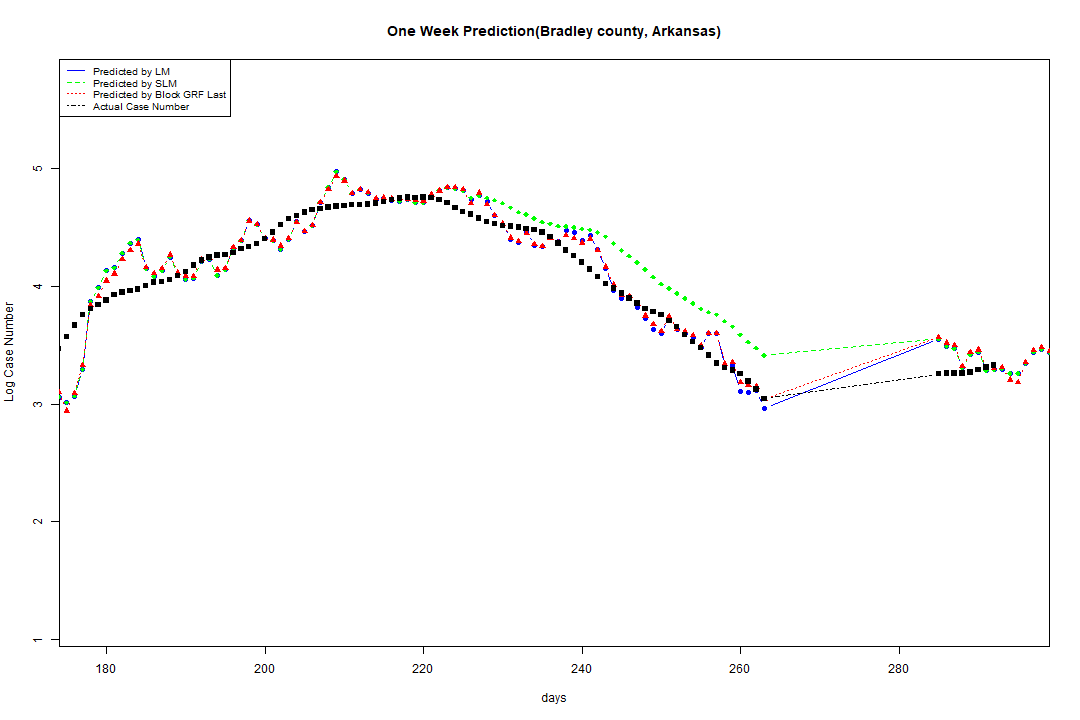 One Week Prediction(Bradley county, Arkansas)
Predicted by LM
Predicted by SLM
Predicted by Block GRF Last
Actual Case Number
Log Case Number
5
4
3
2
1
180 200 220 240 260 280
days